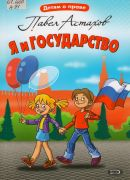 Детям о праве
Павел Астахов
Я и ГОСУДАРСТВО